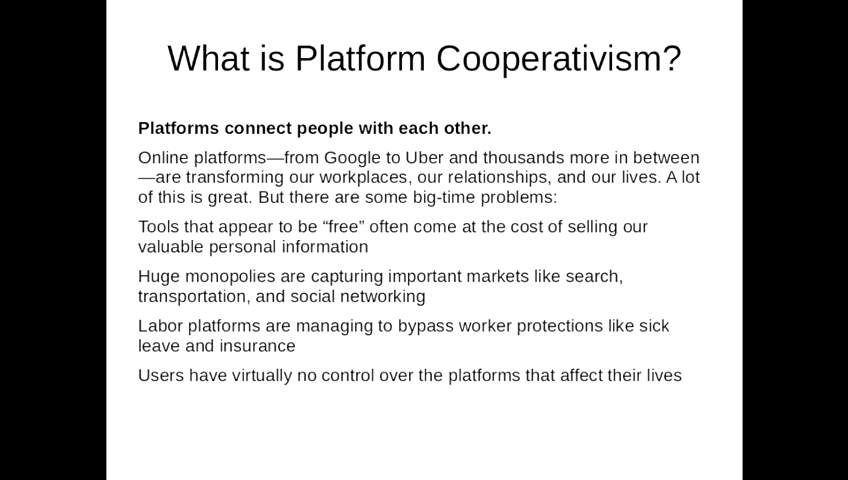 What is Platform Cooperativism?
Platforms connect people with each other.
Online platforms—from Google to Uber and thousands more in between
—are transforming our workplaces, our relationships, and our lives. A lot
of this is great. But there are some big-time problems:
Tools that appear to be “free” often come at the cost of selling our
valuable personal information
Huge monopolies are capturing important markets like search,
transportation, and social networking
Labor platforms are managing to bypass worker protections like sick
leave and insurance
Users have virtually no control over the platforms that affect their lives